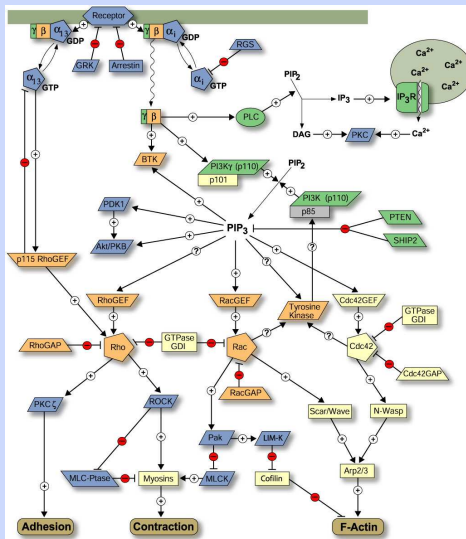 Receptor
γ β α13 GDP
αi GDP
RGS
GRK
Arrestin
α13 GTP
αi GTP
Ca2+
Ca2+
Ca2+
Ca2+
PIP2
IP3
IP3R
γ β
PLC
DAG
PKC
Ca2+
BTK
PI3Kγ (p110)
p101
PIP2
PI3K (p110)
p85
PDK1
Akt/PKB
PIP3
PTEN
SHIP2
p115 RhoGEF
RhoGEF
RacGEF
Tyrosine
Kinase
Cdc42GEF
GTPase
GDI
RhoGAP
Rho
GTPase
GDI
Rac
Cdc42
Cdc42GAP
RacGAP
PKC ζ
ROCK
Scar/Wave
N-Wasp
Pak
LIM-K
MLC-Ptase
Myosins
MLCK
Cofillin
Arp2/3
Adhesion
Contraction
F-Actin